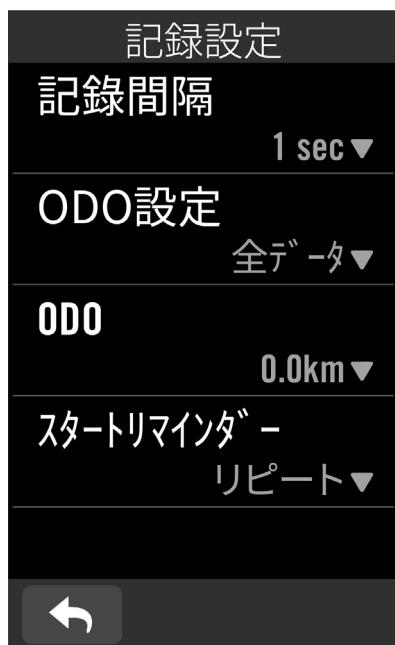 記録設定
記錄間隔
1 sec▼
ODO設定
全ﾃﾞｰﾀ▼
ODO
0.0km▼
ｽﾀートﾘﾏｲﾝﾀﾞー
リピート▼